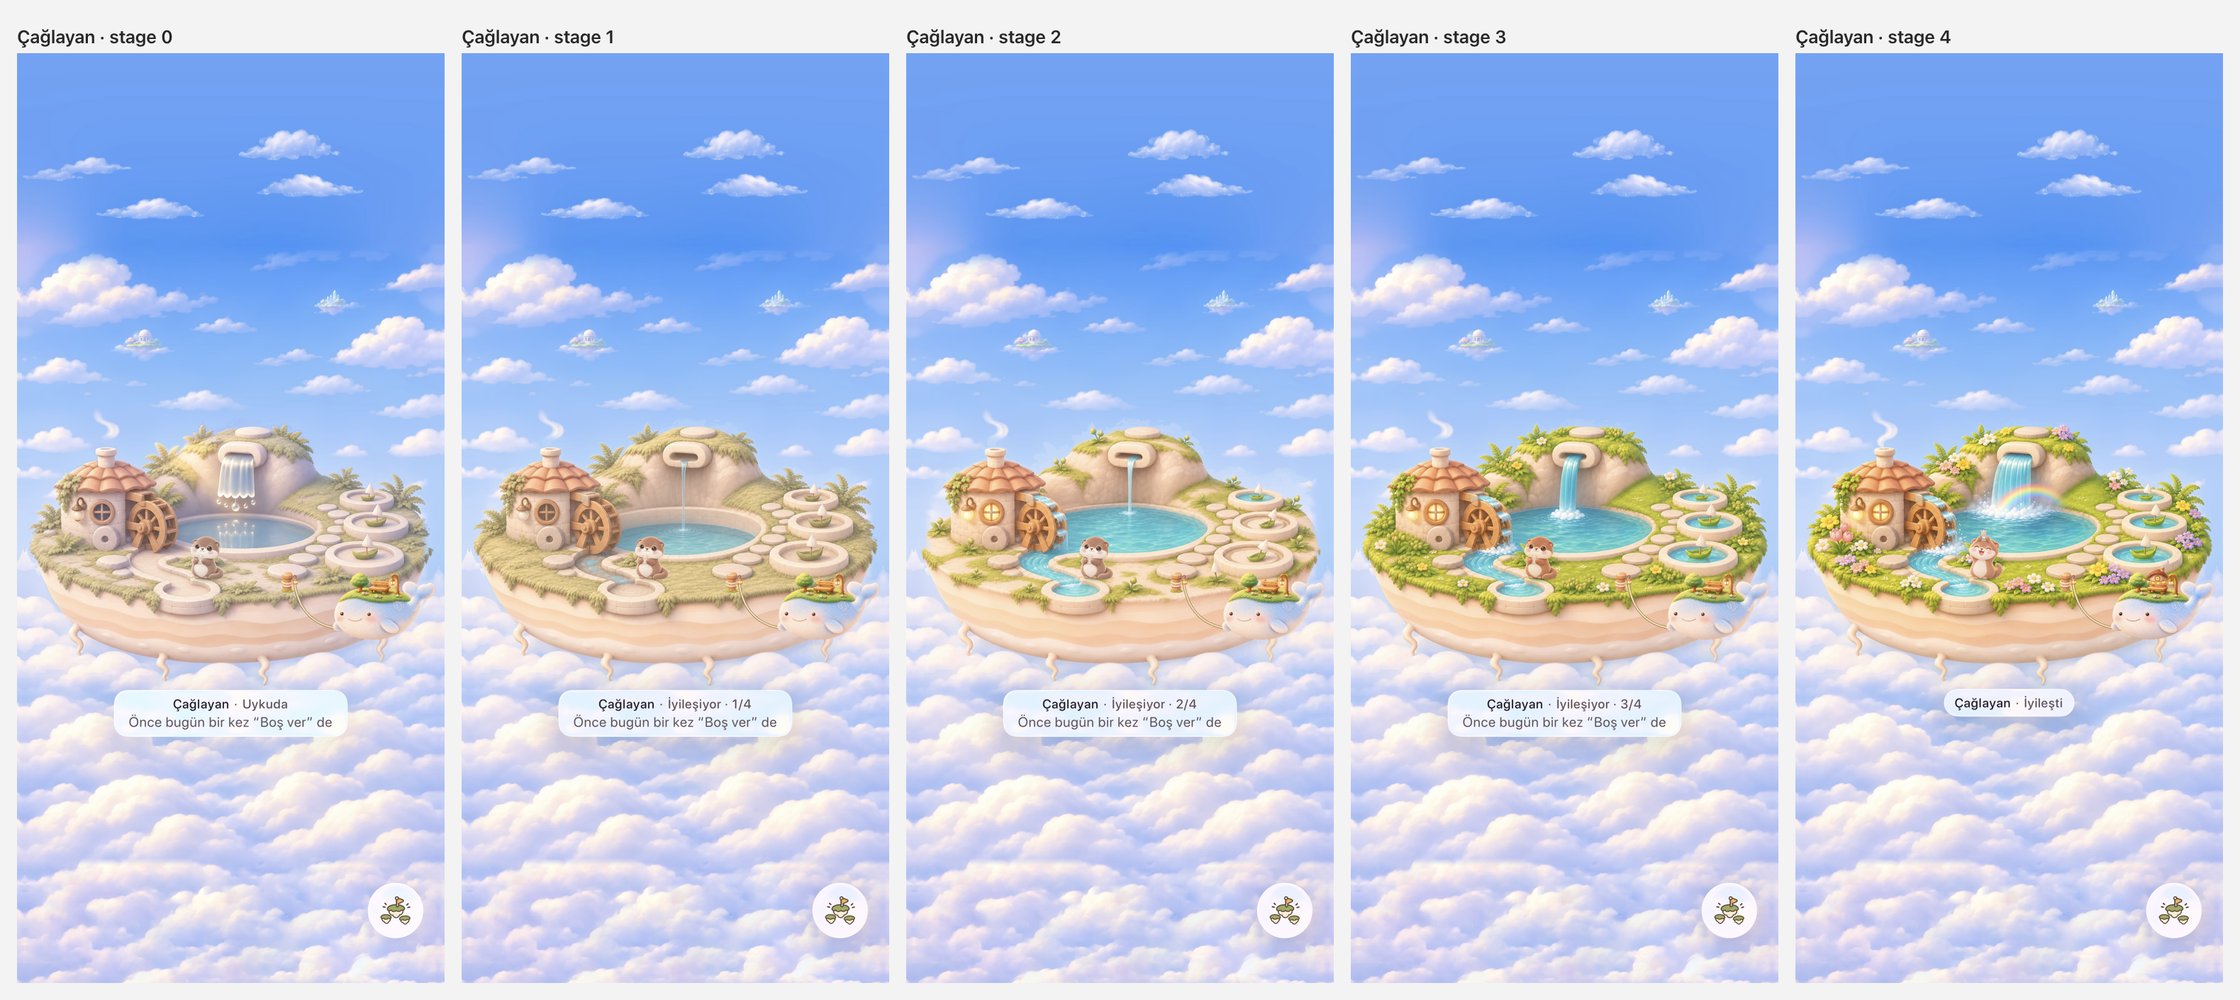 Çağlayan · stage 0
Çağlayan · Uykuda
Önce bugün bir kez “Boş ver” de
Çağlayan · stage 1
Çağlayan · İyileşiyor · 1/4
Önce bugün bir kez “Boş ver” de
Çağlayan · stage 2
Çağlayan · İyileşiyor · 2/4
Önce bugün bir kez “Boş ver” de
Çağlayan · stage 3
Çağlayan · İyileşiyor · 3/4
Önce bugün bir kez “Boş ver” de
Çağlayan · stage 4
Çağlayan · İyileşti